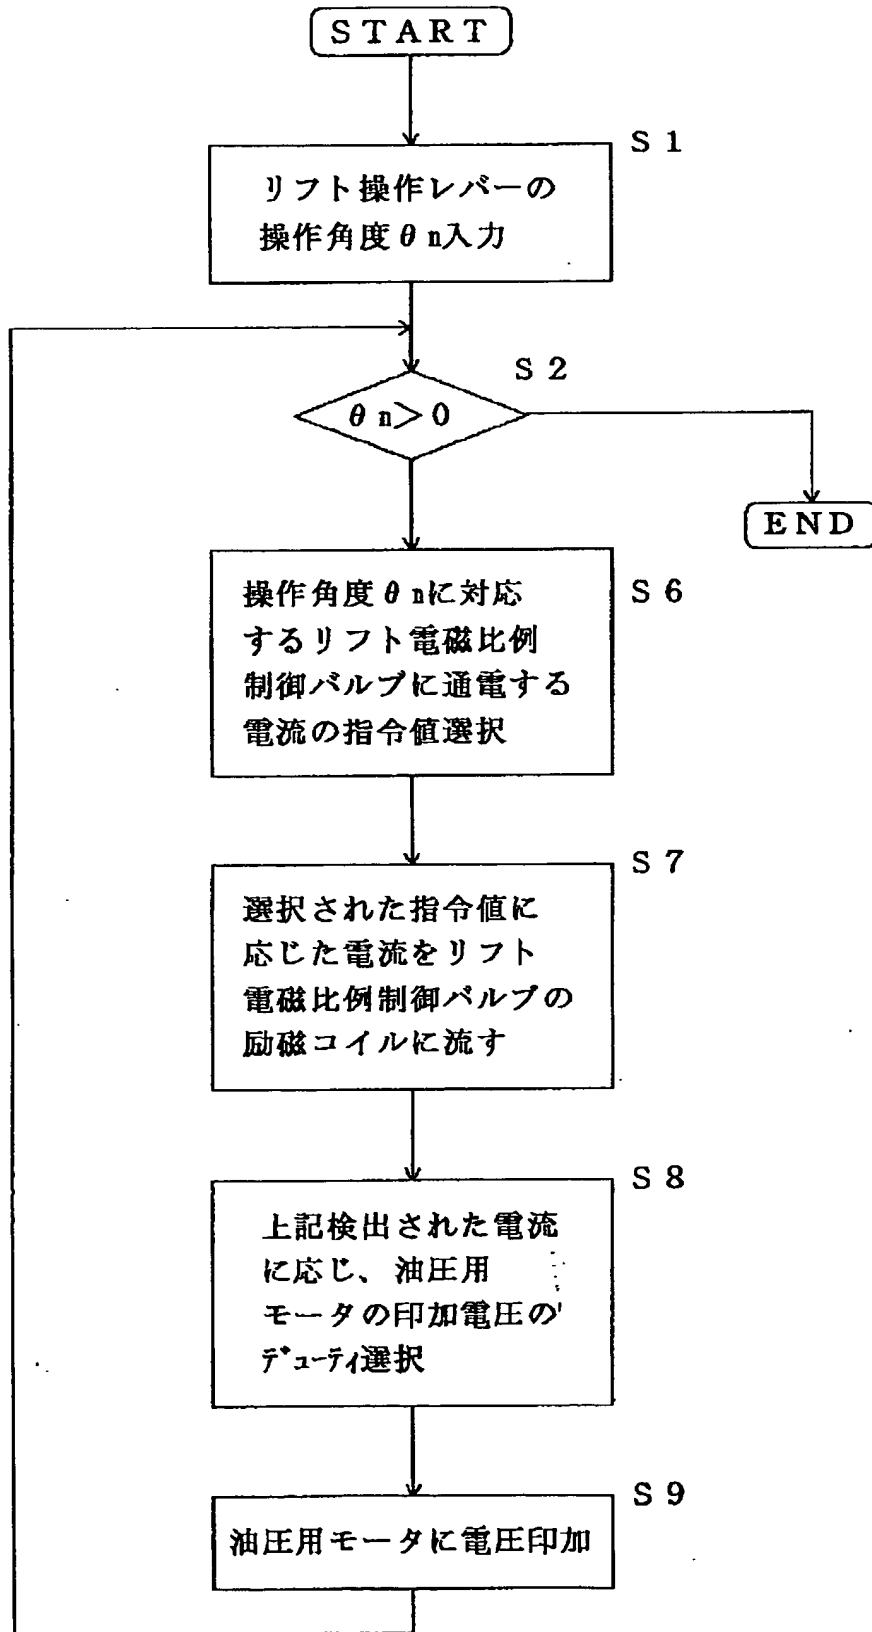 START
S1
リフト操作レバーの
操作角度θn入力
S2
θn>0
END
S6
操作角度θnに対応
するリフト電磁比例
制御バルブに通電する
電流の指令値選択
S7
選択された指令値に
応じた電流をリフト
電磁比例制御バルブの
励磁コイルに流す
S8
上記検出された電流
に応じ、油圧用
モータの印加電圧の
デューティ選択
S9
油圧用モータに電圧印加